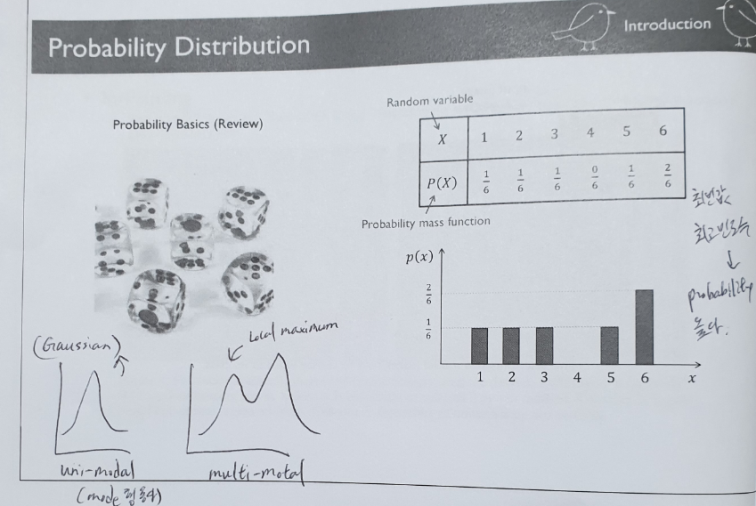 Probability Distribution
Introduction
Probability Basics (Review)
Random variable
X 1 2 3 4 5 6
P(X) 1/6 1/6 1/6 0/6 1/6 2/6
Probability mass function
p(x)
2/6
1/6
1 2 3 4 5 6 x
최빈값
최고빈도수
↓
probability
높다.
(Gaussian)
Local maximum
uni-modal
multi-motal
(mode